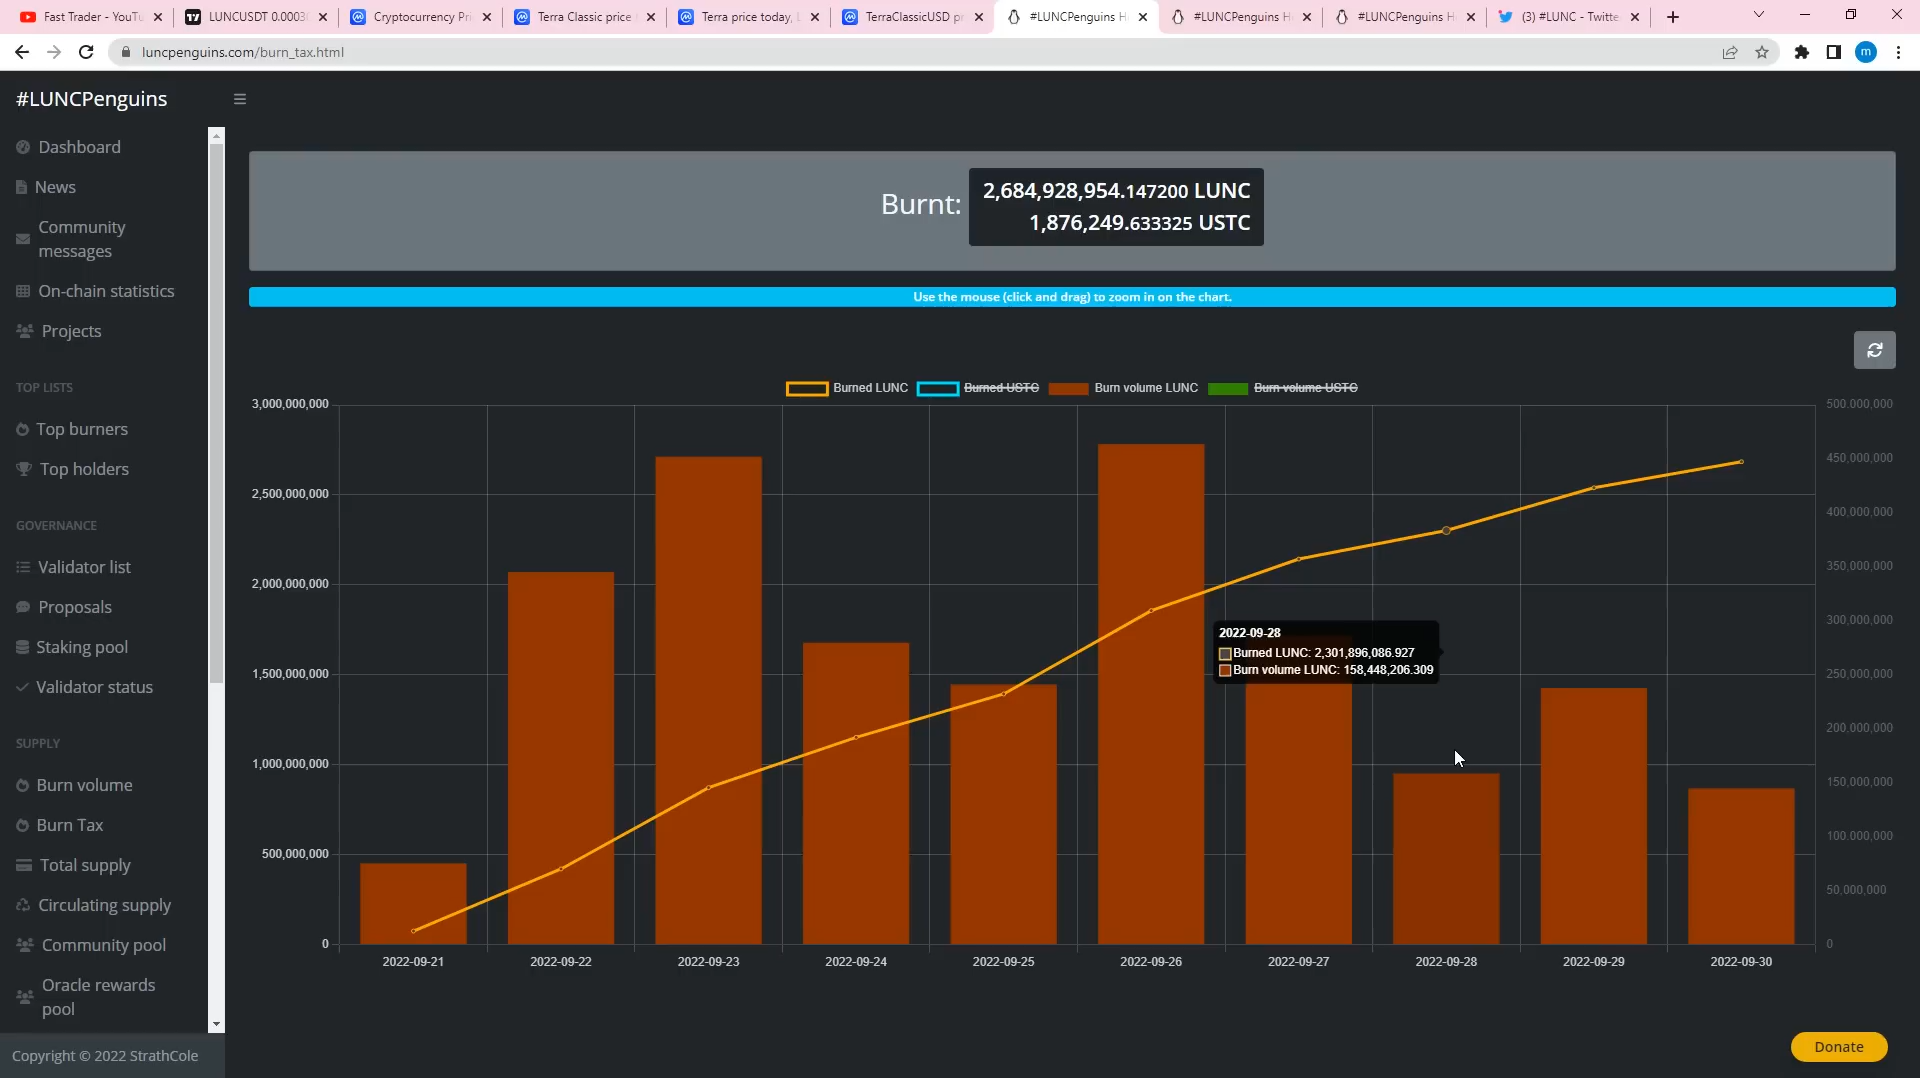 Fast Trader - YouTu
LUNCUSDT 0.0003
Cryptocurrency Pri
Terra Classic price
Terra price today, L
TerraClassicUSD pr
#LUNCPenguins H
#LUNCPenguins H
#LUNCPenguins H
(3) #LUNC - Twitte
luncpenguins.com/burn_tax.html
m
#LUNCPenguins
Dashboard
News
Community
messages
On-chain statistics
Projects
TOP LISTS
Top burners
Top holders
GOVERNANCE
Validator list
Proposals
Staking pool
Validator status
SUPPLY
Burn volume
Burn Tax
Total supply
Circulating supply
Community pool
Oracle rewards
pool
Copyright © 2022 StrathCole
Burnt:
2,684,928,954.147200 LUNC
1,876,249.633325 USTC
Use the mouse (click and drag) to zoom in on the chart.
Burned LUNC Burned USTC Burn volume LUNC Burn volume USTC
3,000,000,000
2,500,000,000
2,000,000,000
1,500,000,000
1,000,000,000
500,000,000
0
500,000,000
450,000,000
400,000,000
350,000,000
300,000,000
250,000,000
200,000,000
150,000,000
100,000,000
50,000,000
0
2022-09-28
Burned LUNC: 2,301,896,086.927
Burn volume LUNC: 158,448,206.309
2022-09-21 2022-09-22 2022-09-23 2022-09-24 2022-09-25 2022-09-26 2022-09-27 2022-09-28 2022-09-29 2022-09-30
Donate